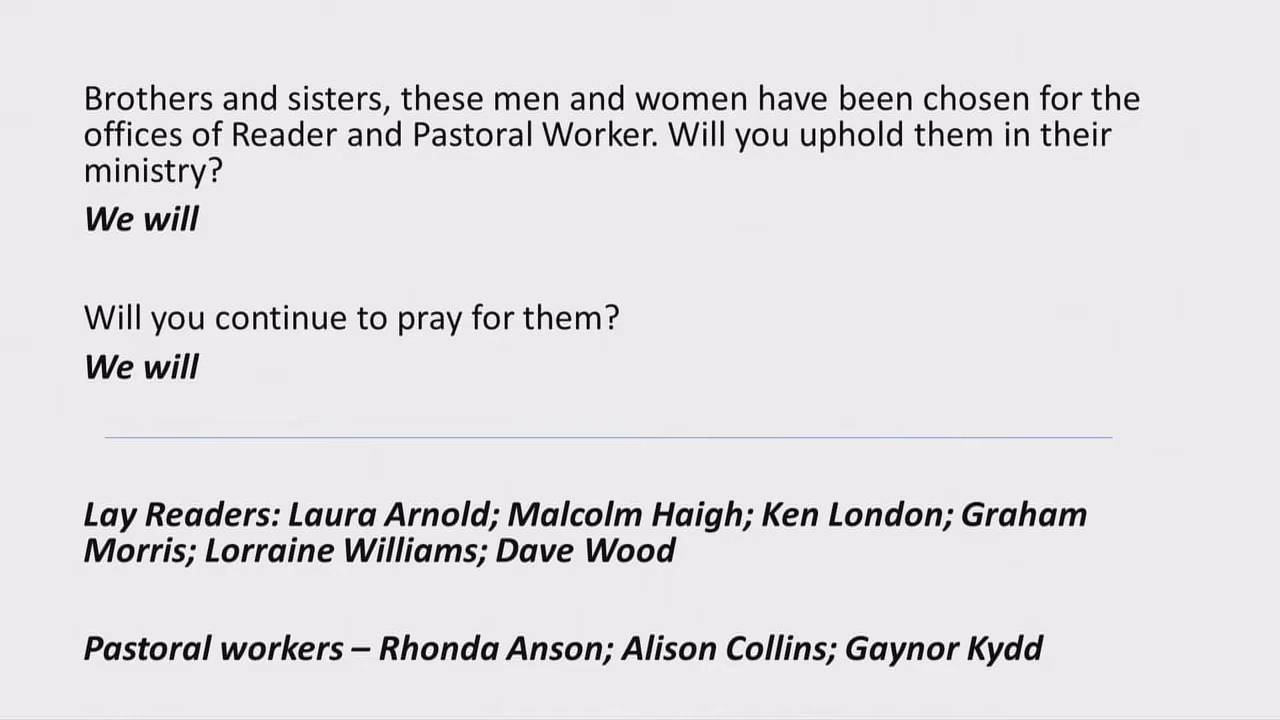 Brothers and sisters, these men and women have been chosen for the
offices of Reader and Pastoral Worker. Will you uphold them in their
ministry?
We will
Will you continue to pray for them?
We will
Lay Readers: Laura Arnold; Malcolm Haigh; Ken London; Graham
Morris; Lorraine Williams; Dave Wood
Pastoral workers – Rhonda Anson; Alison Collins; Gaynor Kydd